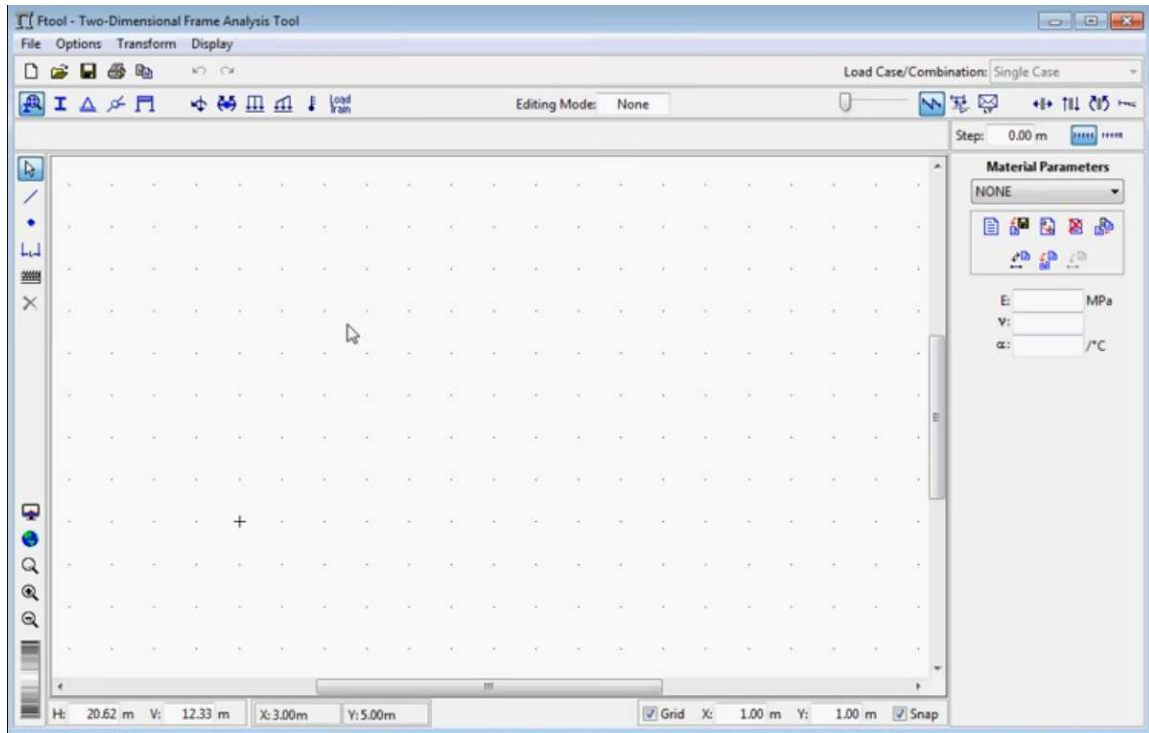 Ftool - Two-Dimensional Frame Analysis Tool
File Options Transform Display
Load Case/Combination: Single Case
Load Train Editing Mode: None
Step: 0.00 m
Material Parameters
NONE
E: MPa
ν:
α: /°C
H: 20.62 m V: 12.33 m X: 3.00m Y: 5.00m Grid X: 1.00 m Y: 1.00 m Snap